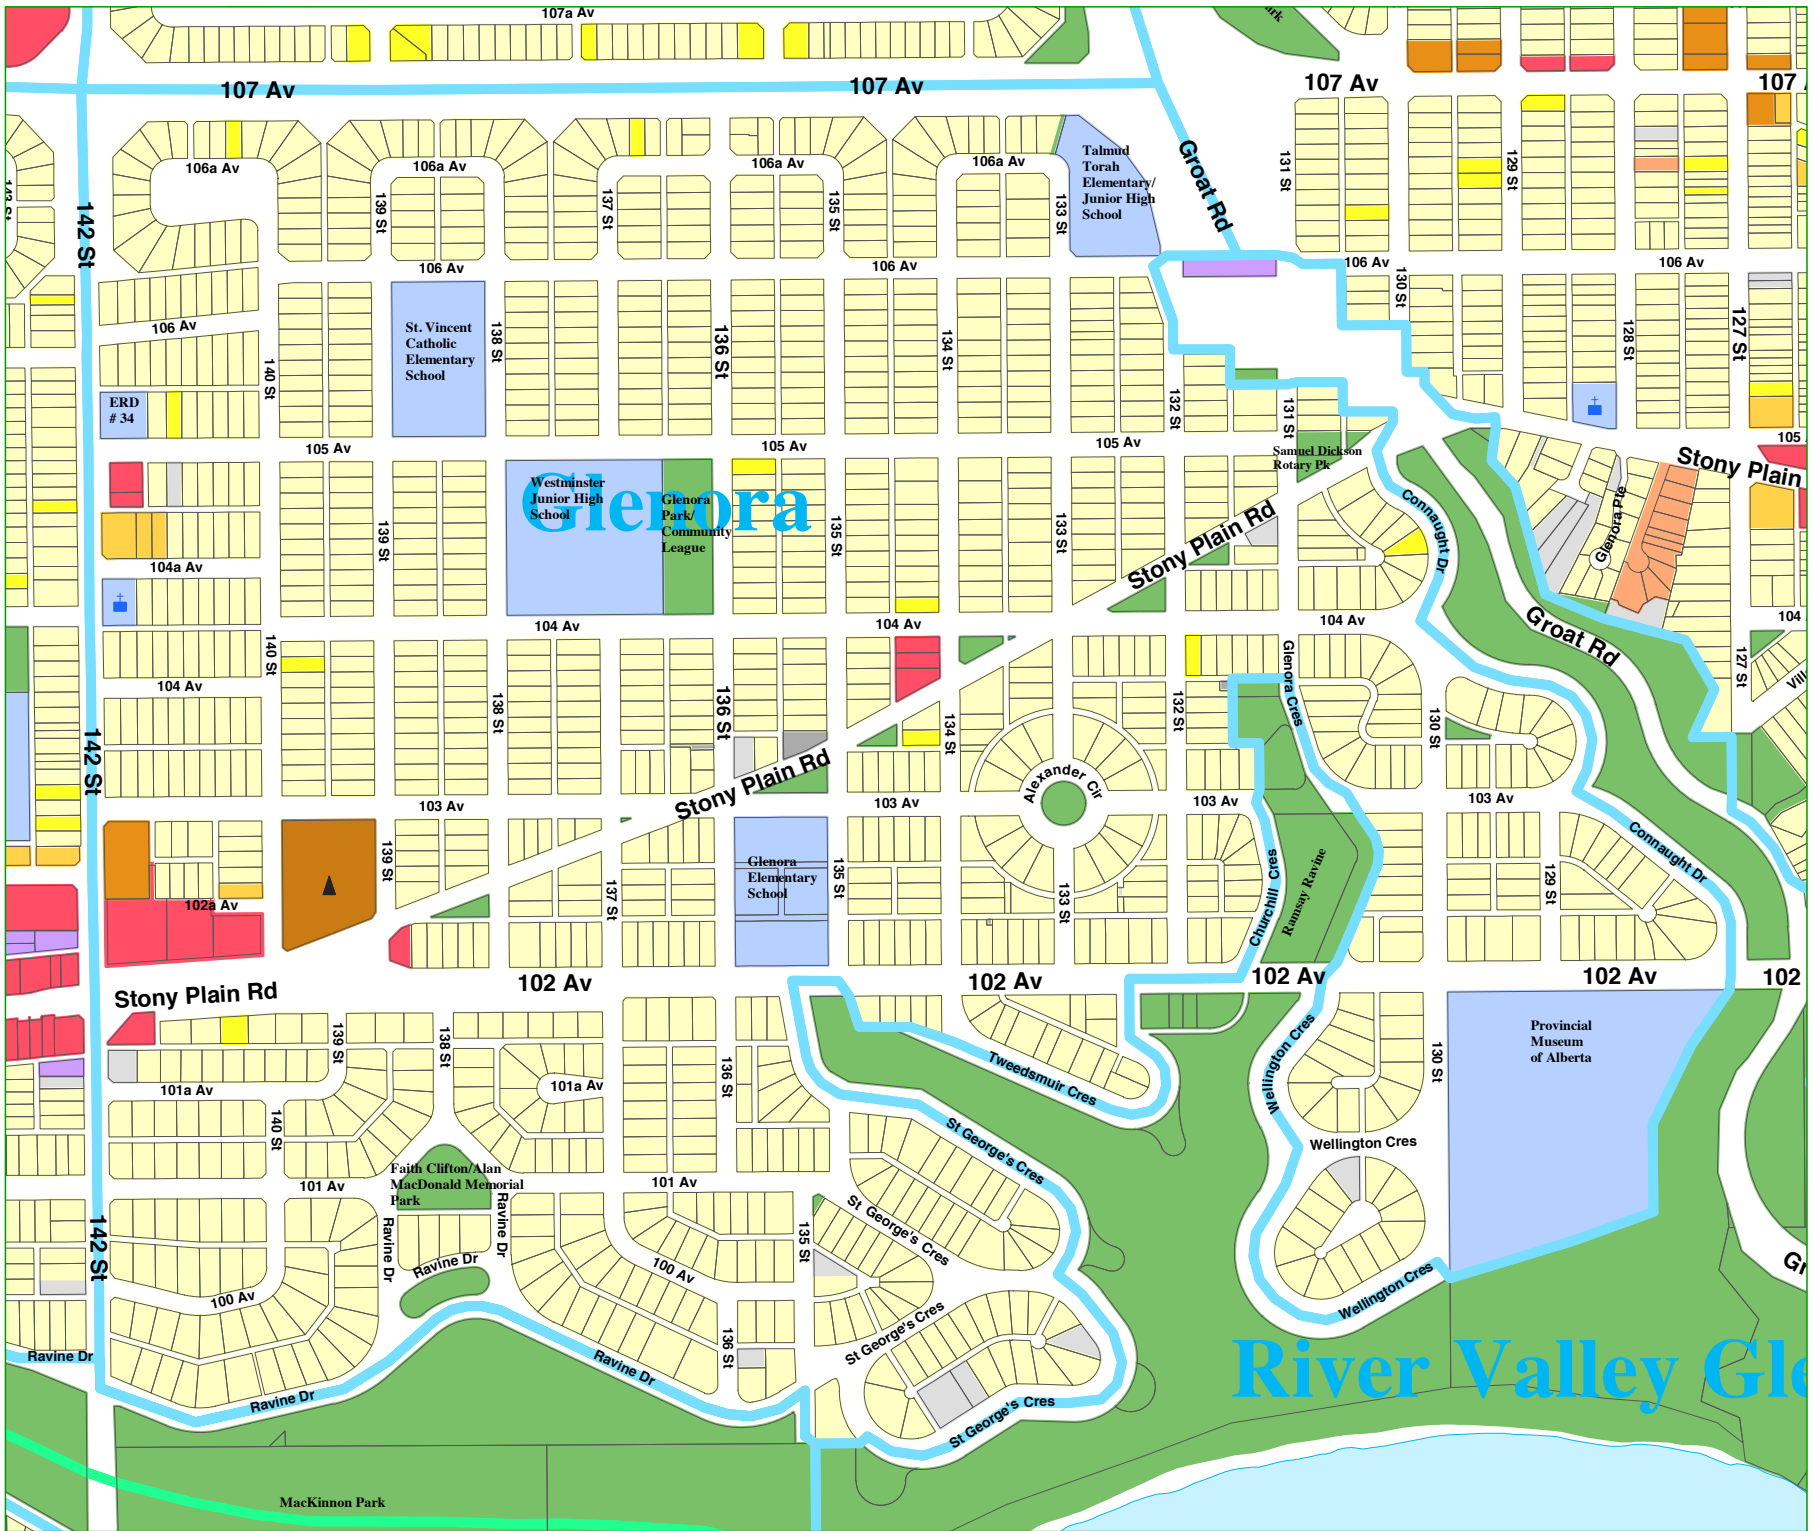 107a Av
ark
107 Av
107 Av
107 Av
107
106a Av
106a Av
106a Av
106a Av
Talmud
Torah
Elementary/
Junior High
School
Groat Rd
131 St
129 St
143 St
142 St
139 St
137 St
135 St
133 St
106 Av
106 Av
106 Av
106 Av
106 Av
130 St
St. Vincent
Catholic
Elementary
School
138 St
136 St
134 St
140 St
132 St
131 St
128 St
127 St
ERD
# 34
105 Av
105 Av
105 Av
105
Samuel Dickson
Rotary Pk
Stony Plain
Glenora
Westminster
Junior High
School
Glenora
Park/
Community
League
139 St
135 St
133 St
Stony Plain Rd
Connaught Dr
Glenora Pte
104a Av
104 Av
104 Av
104 Av
104
Groat Rd
140 St
104 Av
138 St
136 St
134 St
132 St
Glenora Cres
130 St
127 St
Vill
142 St
Stony Plain Rd
Alexander Cir
103 Av
103 Av
103 Av
103 Av
Connaught Dr
139 St
137 St
Glenora
Elementary
School
135 St
133 St
Churchill Cres
Ramsay Ravine
129 St
102a Av
Stony Plain Rd
102 Av
102 Av
102 Av
102 Av
102
139 St
138 St
136 St
Tweedsmuir Cres
Wellington Cres
130 St
Provincial
Museum
of Alberta
101a Av
101a Av
140 St
St George's Cres
Wellington Cres
Faith Clifton/Alan
MacDonald Memorial
Park
101 Av
101 Av
142 St
Ravine Dr
Ravine Dr
Ravine Dr
135 St
St George's Cres
100 Av
100 Av
Wellington Cres
Gr
St George's Cres
136 St
Ravine Dr
Ravine Dr
Ravine Dr
St George's Cres
River Valley Gle
MacKinnon Park